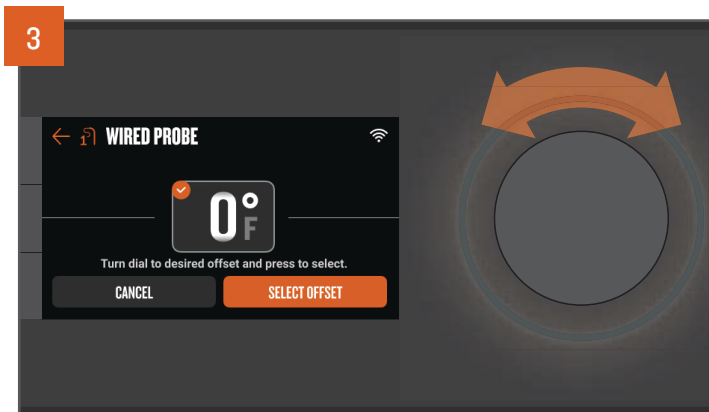 3
WIRED PROBE
0°F
Turn dial to desired offset and press to select.
CANCEL
SELECT OFFSET